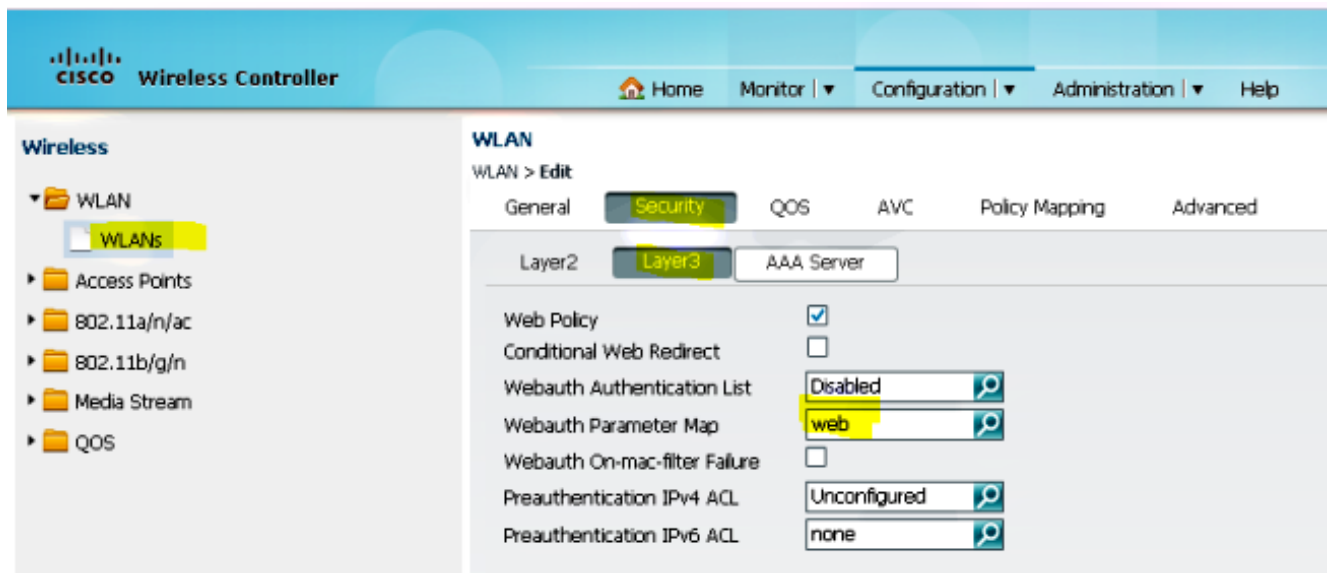 CISCO Wireless Controller
Home Monitor Configuration Administration Help
Wireless
WLAN
WLANs
Access Points
802.11a/n/ac
802.11b/g/n
Media Stream
QOS
WLAN
WLAN > Edit
General Security QOS AVC Policy Mapping Advanced
Layer2 Layer3 AAA Server
Web Policy
Conditional Web Redirect
Webauth Authentication List Disabled
Webauth Parameter Map web
Webauth On-mac-filter Failure
Preauthentication IPv4 ACL Unconfigured
Preauthentication IPv6 ACL none